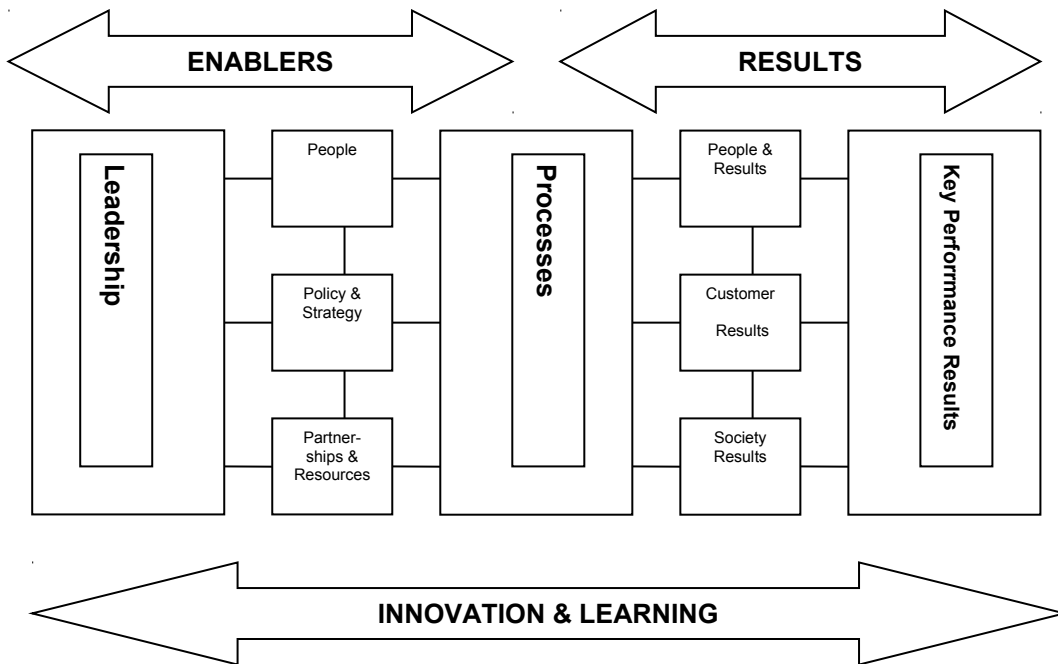 ENABLERS
RESULTS
Leadership
People
Policy &
Strategy
Partner-
ships &
Resources
Processes
People &
Results
Customer
Results
Society
Results
Key Perforrmance Results
INNOVATION & LEARNING